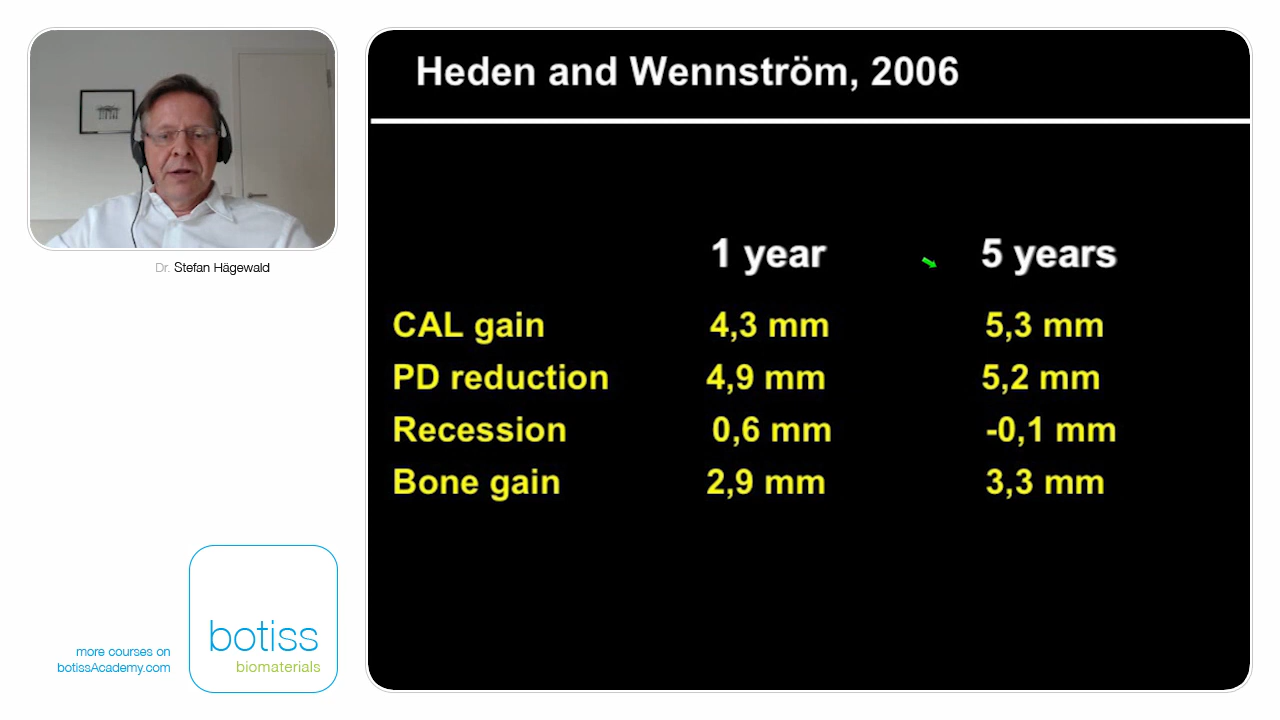 Heden and Wennström, 2006
1 year 5 years
CAL gain 4,3 mm 5,3 mm
PD reduction 4,9 mm 5,2 mm
Recession 0,6 mm -0,1 mm
Bone gain 2,9 mm 3,3 mm
Dr. Stefan Hägewald
botiss
biomaterials
more courses on
botissAcademy.com